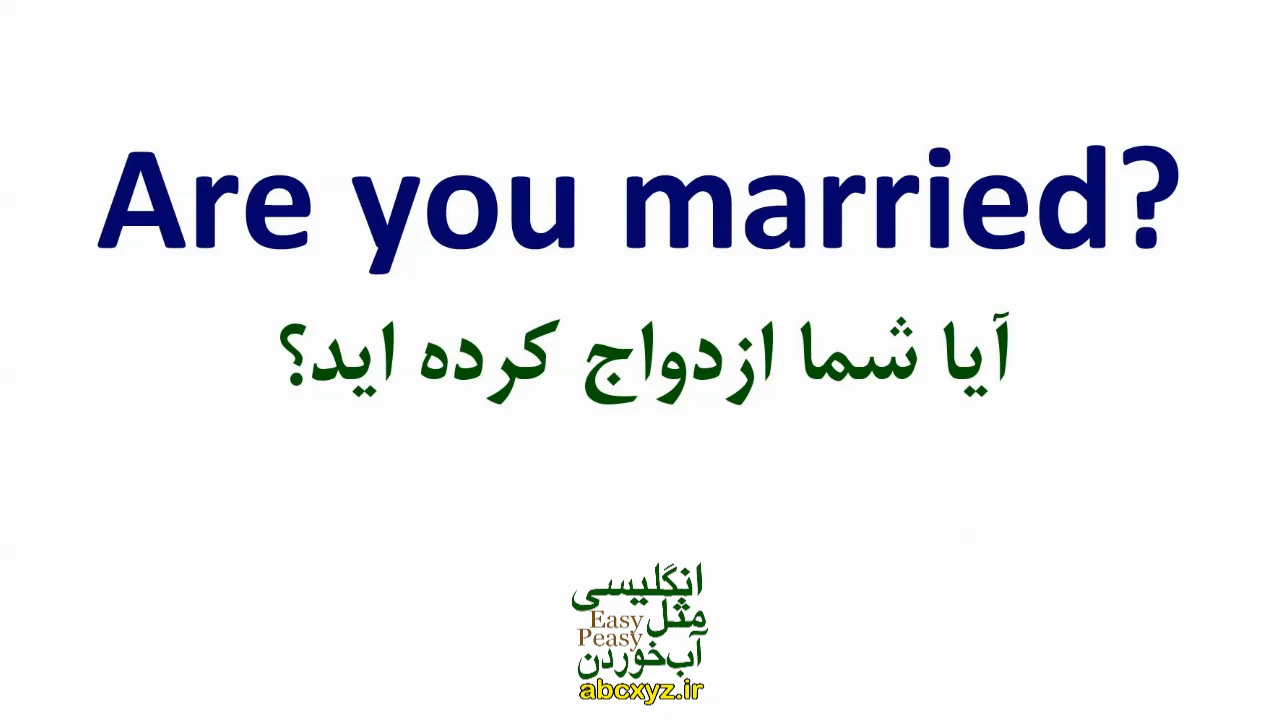 Are you married?
آیا شما ازدواج کرده اید؟
انگلیسی
مثل Easy
Peasy
آب‌خوردن
abcxyz.ir